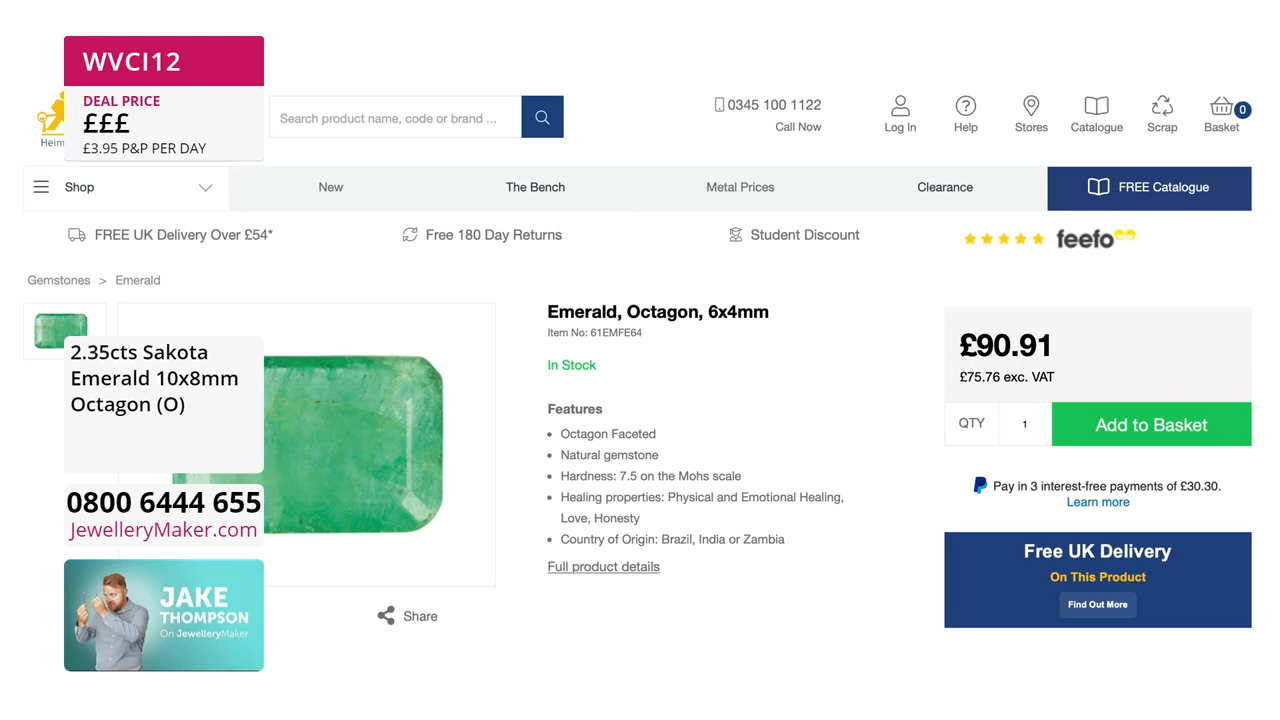 WVCI12
DEAL PRICE
£££
£3.95 P&P PER DAY
Heim
Search product name, code or brand ...
0345 100 1122
Call Now
Log In
Help
Stores
Catalogue
Scrap
Basket
0
Shop
New
The Bench
Metal Prices
Clearance
FREE Catalogue
FREE UK Delivery Over £54*
Free 180 Day Returns
Student Discount
feefo
Gemstones > Emerald
2.35cts Sakota
Emerald 10x8mm
Octagon (O)
0800 6444 655
JewelleryMaker.com
JAKE
THOMPSON
On JewelleryMaker
Share
Emerald, Octagon, 6x4mm
Item No: 61EMFE64
In Stock
Features
• Octagon Faceted
• Natural gemstone
• Hardness: 7.5 on the Mohs scale
• Healing properties: Physical and Emotional Healing,
Love, Honesty
• Country of Origin: Brazil, India or Zambia
Full product details
£90.91
£75.76 exc. VAT
QTY
1
Add to Basket
Pay in 3 interest-free payments of £30.30.
Learn more
Free UK Delivery
On This Product
Find Out More